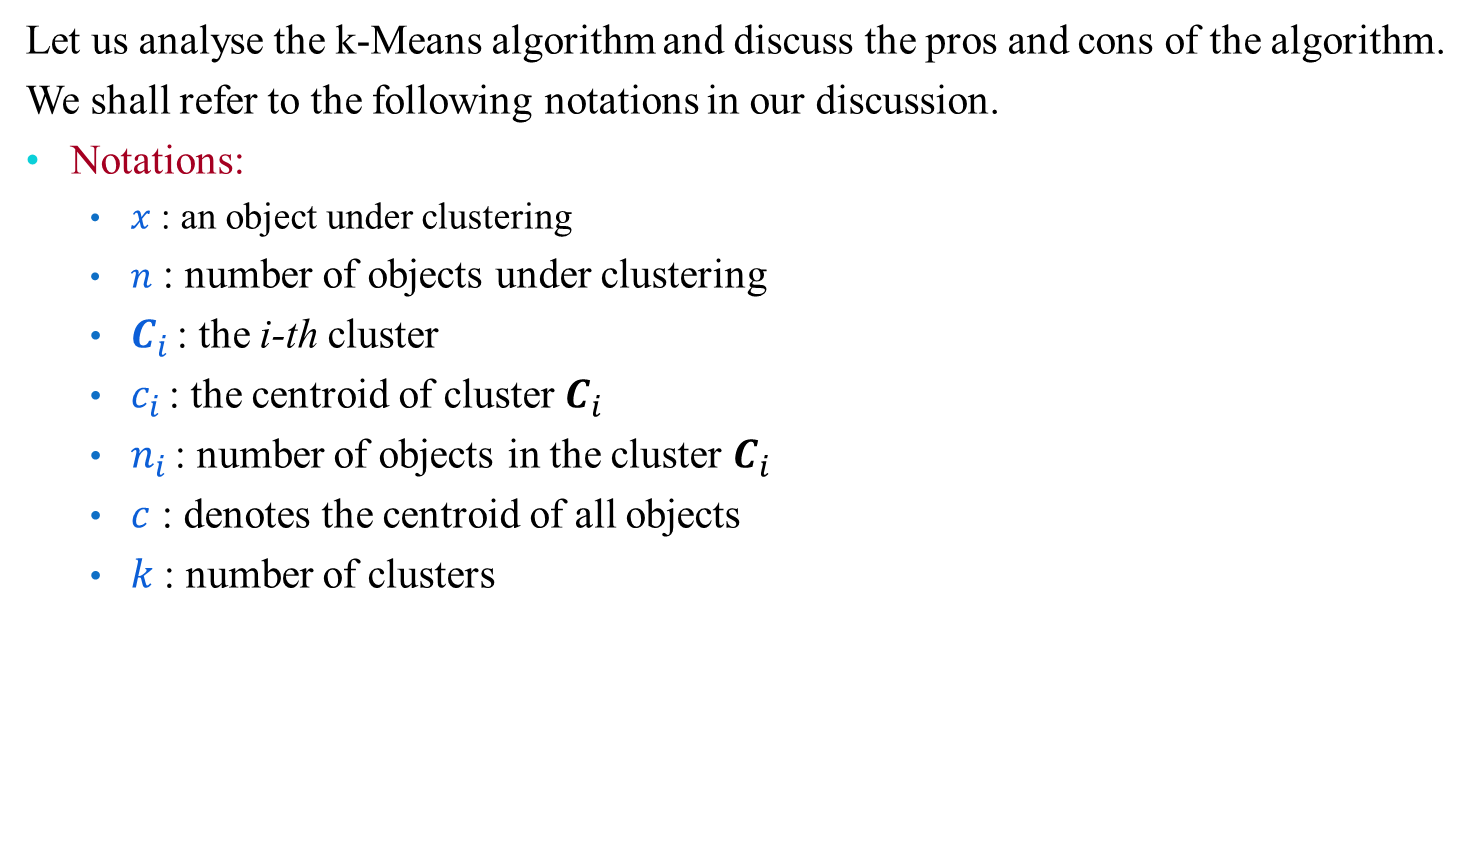 Let us analyse the k-Means algorithm and discuss the pros and cons of the algorithm.
We shall refer to the following notations in our discussion.
• Notations:
• x : an object under clustering
• n : number of objects under clustering
• Cᵢ : the i-th cluster
• cᵢ : the centroid of cluster Cᵢ
• nᵢ : number of objects in the cluster Cᵢ
• c : denotes the centroid of all objects
• k : number of clusters